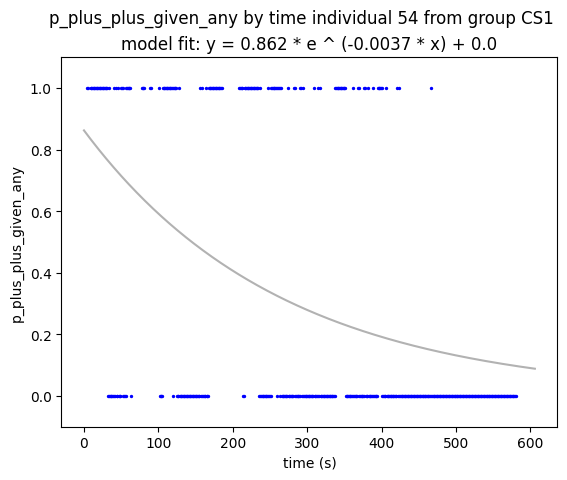 p_plus_plus_given_any by time individual 54 from group CS1
model fit: y = 0.862 * e ^ (-0.0037 * x) + 0.0
1.0
0.8
0.6
0.4
0.2
0.0
p_plus_plus_given_any
0 100 200 300 400 500 600
time (s)